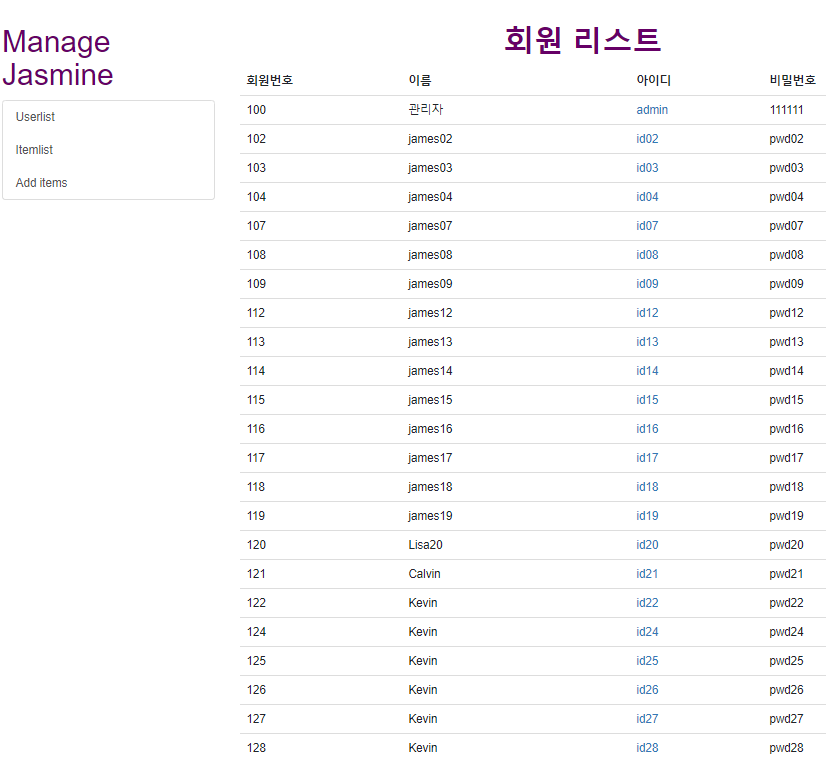 Manage
Jasmine
Userlist
Itemlist
Add items
회원 리스트
회원번호 이름 아이디 비밀번호
100 관리자 admin 111111
102 james02 id02 pwd02
103 james03 id03 pwd03
104 james04 id04 pwd04
107 james07 id07 pwd07
108 james08 id08 pwd08
109 james09 id09 pwd09
112 james12 id12 pwd12
113 james13 id13 pwd13
114 james14 id14 pwd14
115 james15 id15 pwd15
116 james16 id16 pwd16
117 james17 id17 pwd17
118 james18 id18 pwd18
119 james19 id19 pwd19
120 Lisa20 id20 pwd20
121 Calvin id21 pwd21
122 Kevin id22 pwd22
124 Kevin id24 pwd24
125 Kevin id25 pwd25
126 Kevin id26 pwd26
127 Kevin id27 pwd27
128 Kevin id28 pwd28